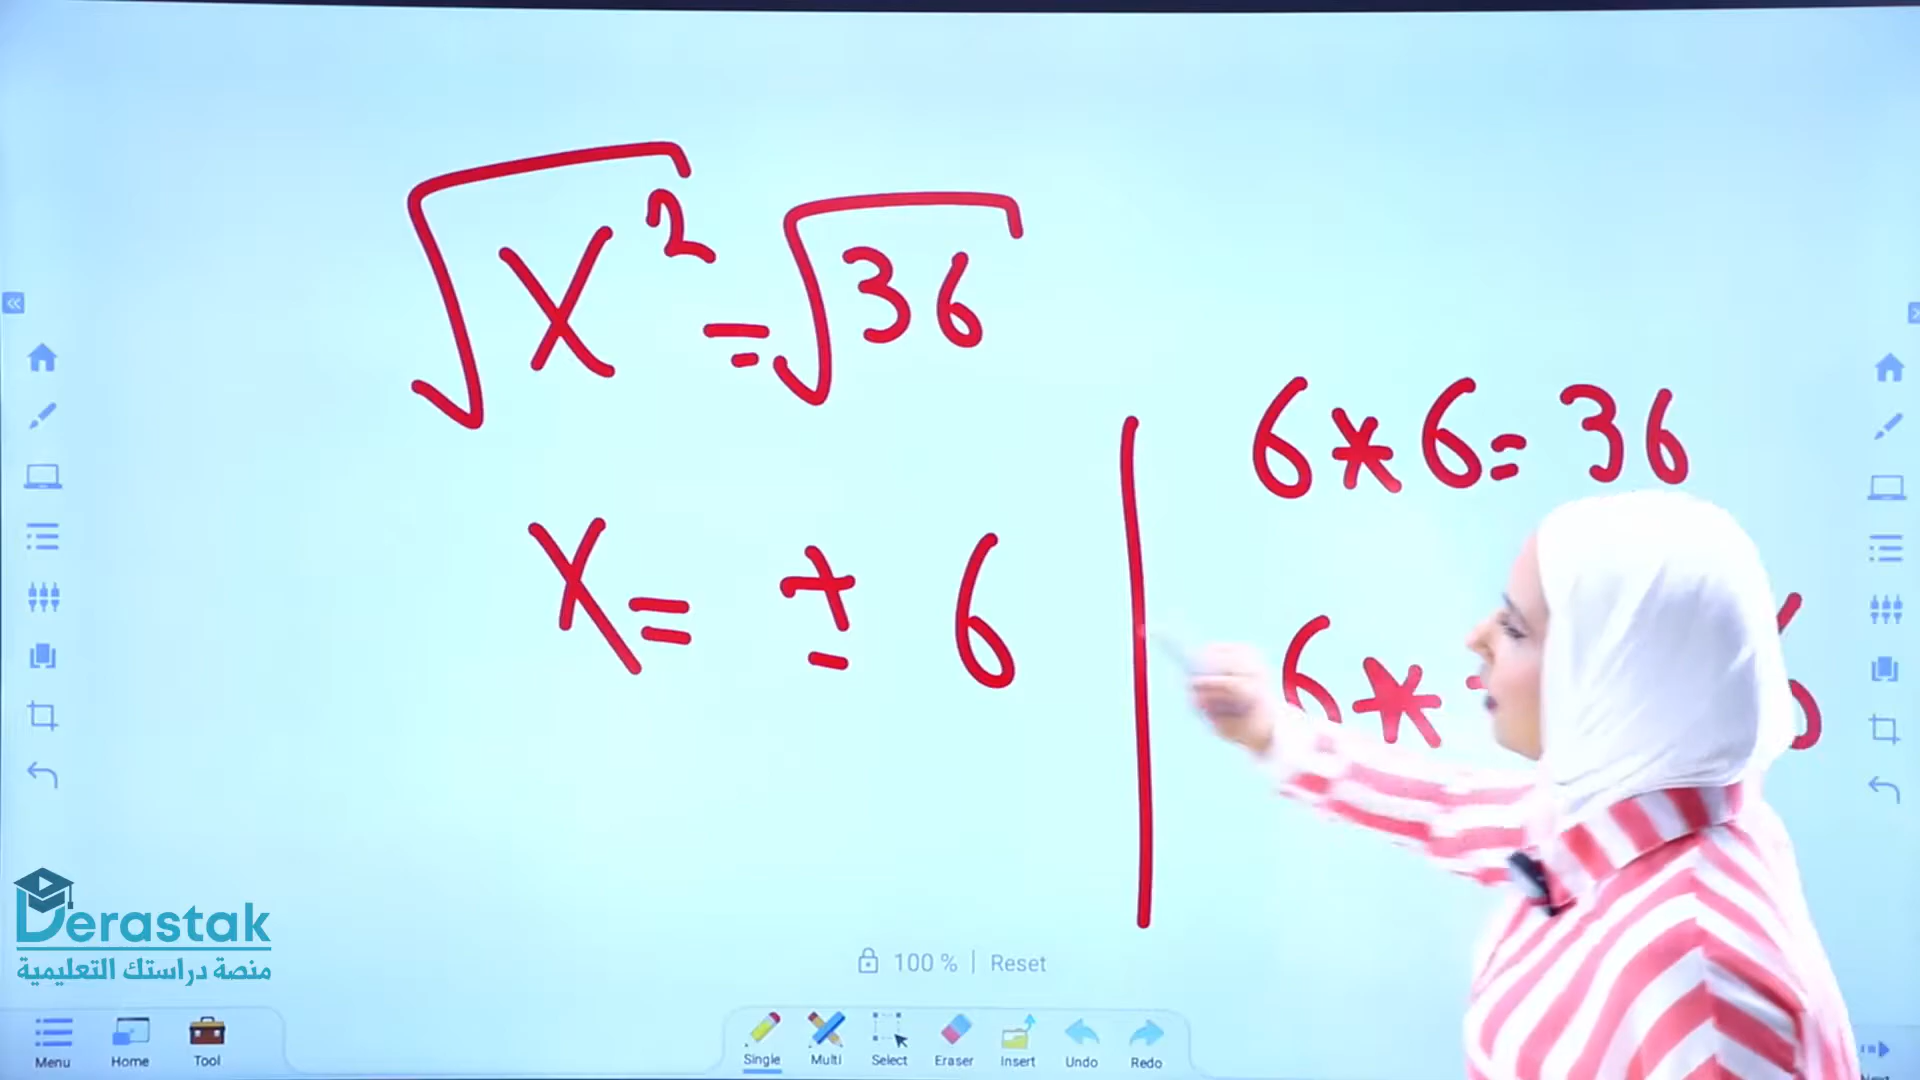 √x² = √36
6*6=36
x= ± 6
6*
Derastak
منصة دراستك التعليمية
100 % | Reset
Menu Home Tool Single Multi Select Eraser Insert Undo Redo